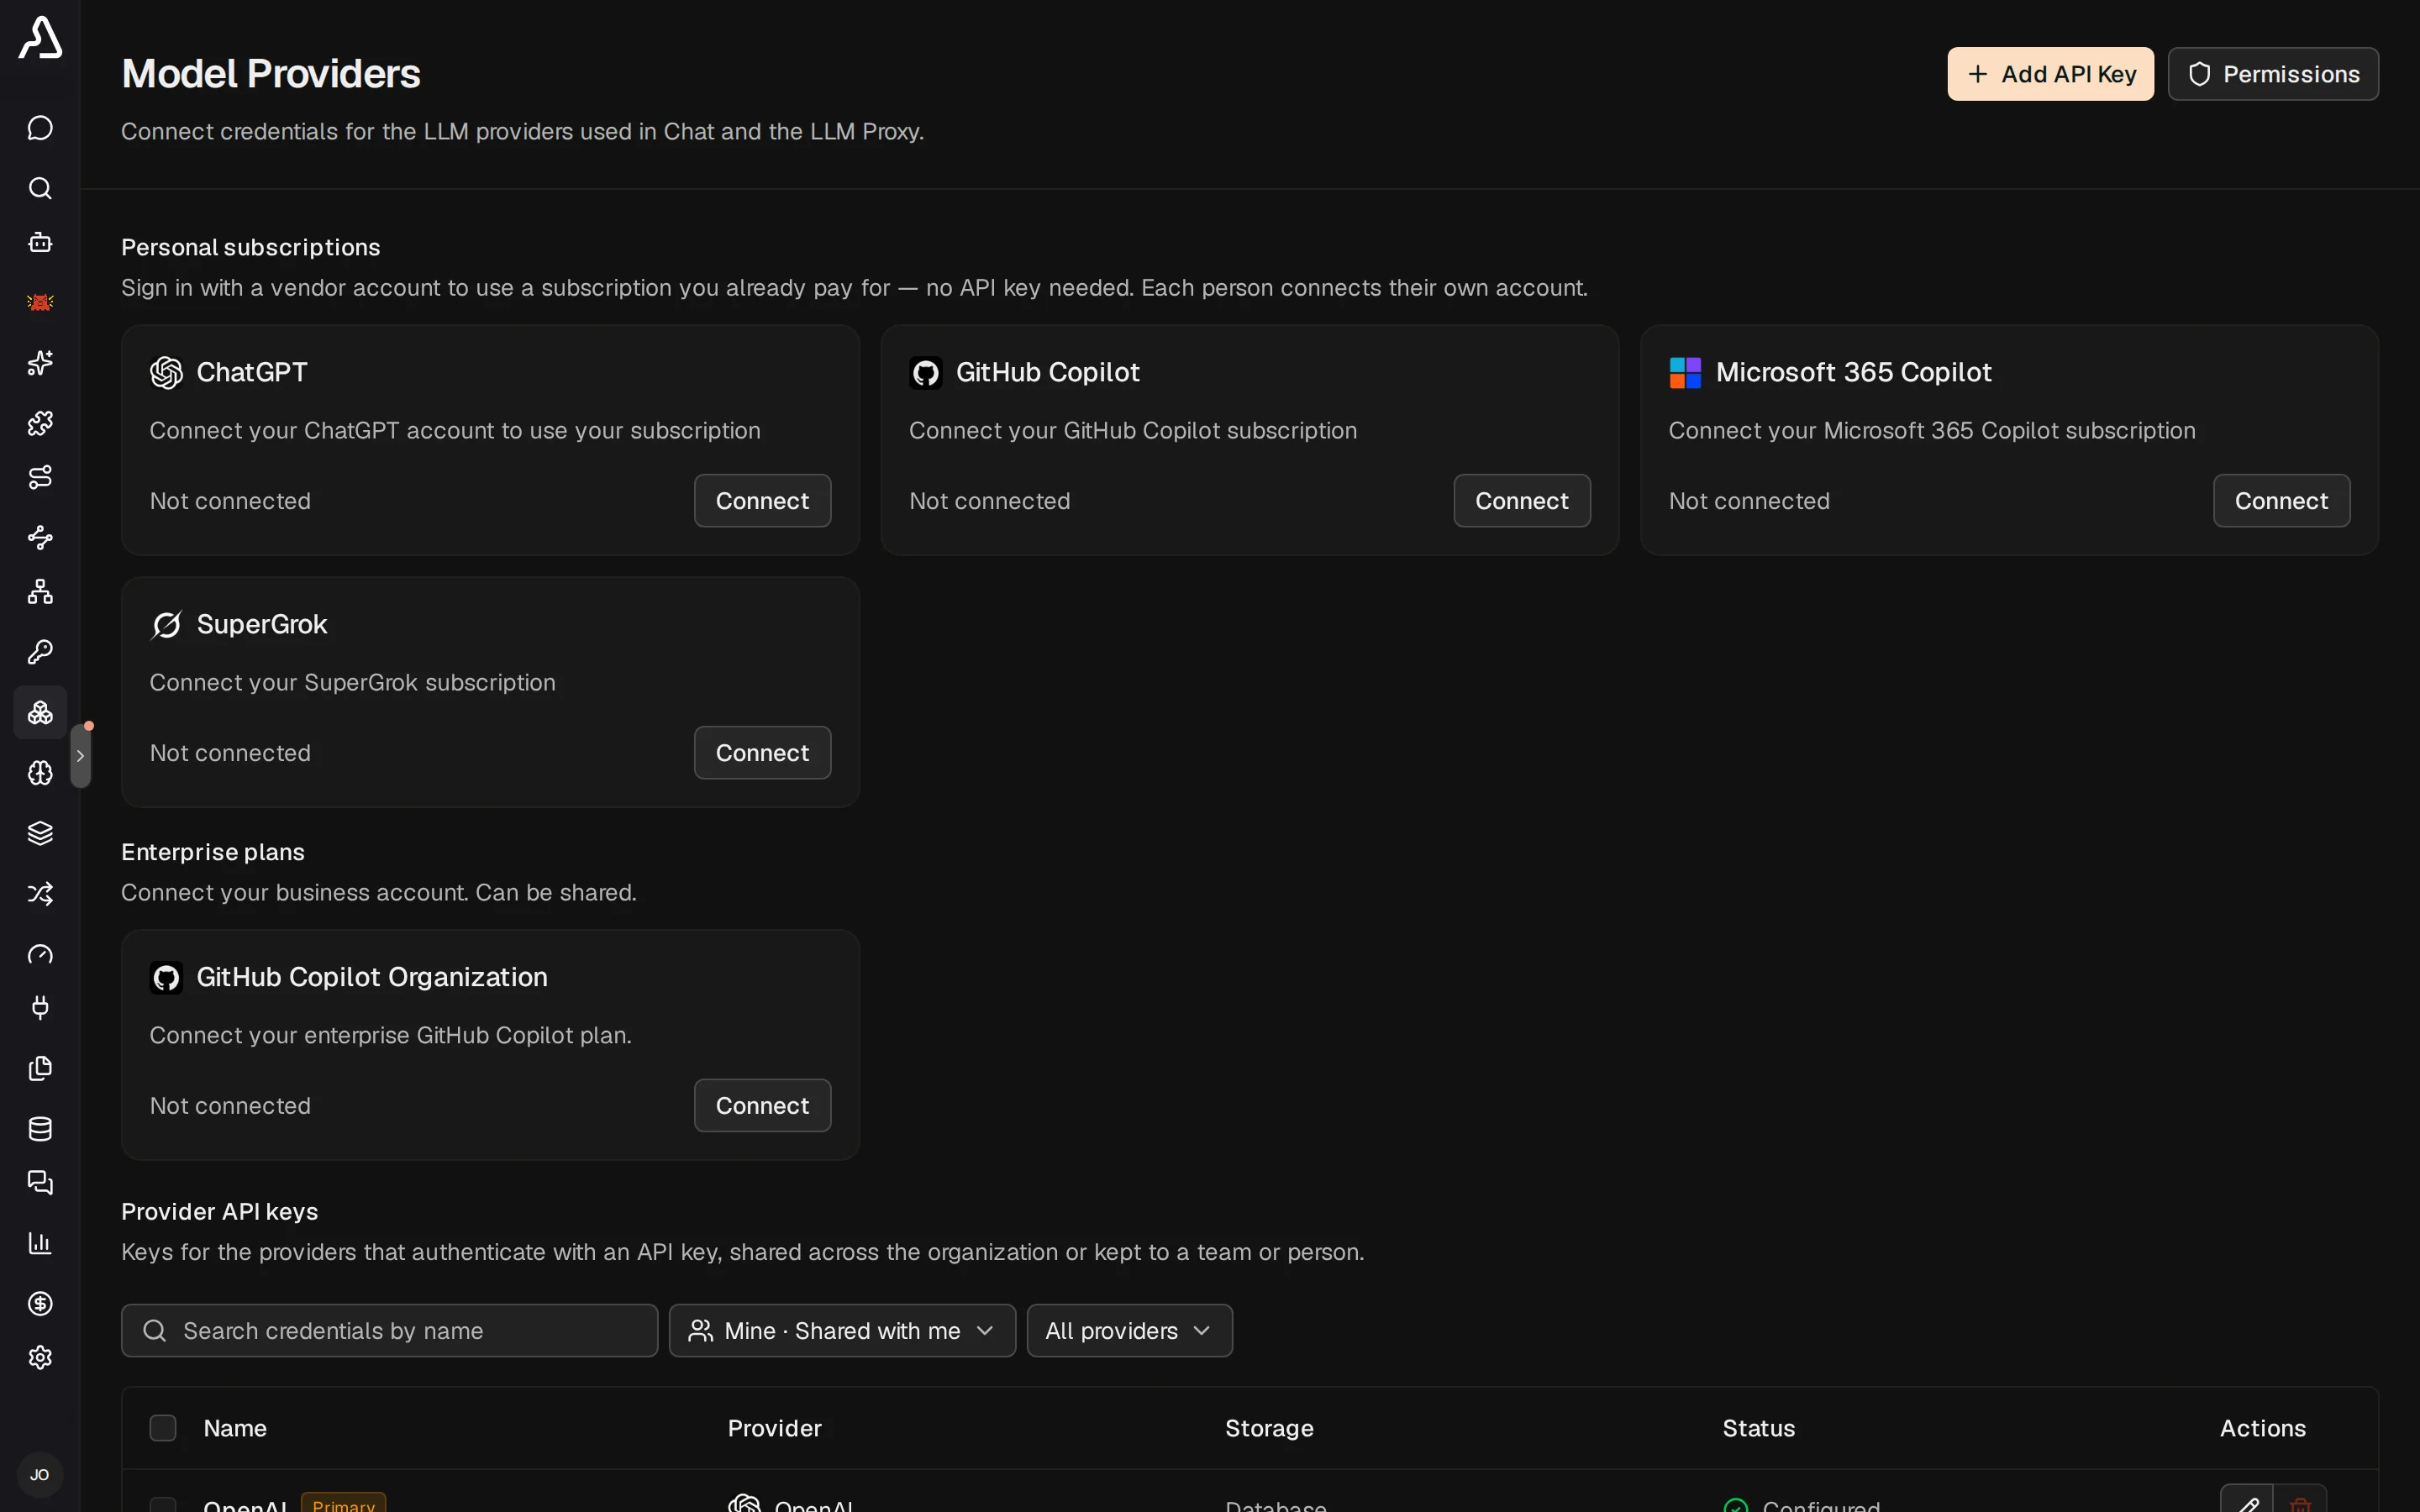 Model Providers
Add API Key
Permissions
Connect credentials for the LLM providers used in Chat and the LLM Proxy.
Personal subscriptions
Sign in with a vendor account to use a subscription you already pay for — no API key needed. Each person connects their own account.
ChatGPT
Connect your ChatGPT account to use your subscription
Not connected
Connect
GitHub Copilot
Connect your GitHub Copilot subscription
Not connected
Connect
Microsoft 365 Copilot
Connect your Microsoft 365 Copilot subscription
Not connected
Connect
SuperGrok
Connect your SuperGrok subscription
Not connected
Connect
Enterprise plans
Connect your business account. Can be shared.
GitHub Copilot Organization
Connect your enterprise GitHub Copilot plan.
Not connected
Connect
Provider API keys
Keys for the providers that authenticate with an API key, shared across the organization or kept to a team or person.
Search credentials by name
Mine · Shared with me
All providers
Name Provider Storage Status Actions
OpenAI Primary OpenAI Database Configured
JO